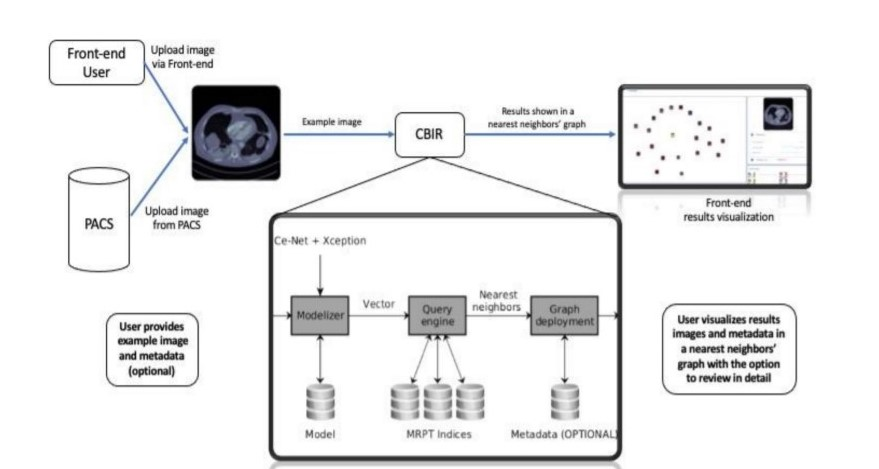 Front-end
User
Upload image
via Front-end
PACS
Upload image
from PACS
Example image
CBIR
Results shown in a
nearest neighbors' graph
Front-end
results visualization
Ce-Net + Xception
Modelizer
Vector
Query
engine
Nearest
neighbors
Graph
deployment
Model
MRPT Indices
Metadata (OPTIONAL)
User provides
example image
and metadata
(optional)
User visualizes results
images and metadata in
a nearest neighbors'
graph with the option
to review in detail